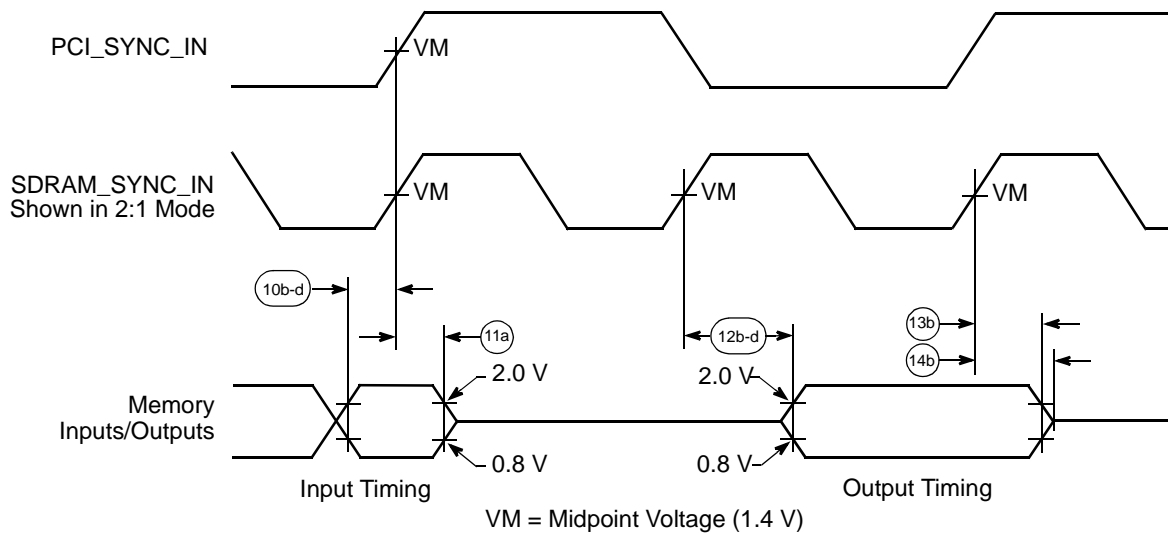 PCI_SYNC_IN
VM
SDRAM_SYNC_IN
Shown in 2:1 Mode
VM
VM
VM
10b-d
11a
12b-d
13b
14b
2.0 V
2.0 V
Memory
Inputs/Outputs
0.8 V
0.8 V
Input Timing
Output Timing
VM = Midpoint Voltage (1.4 V)